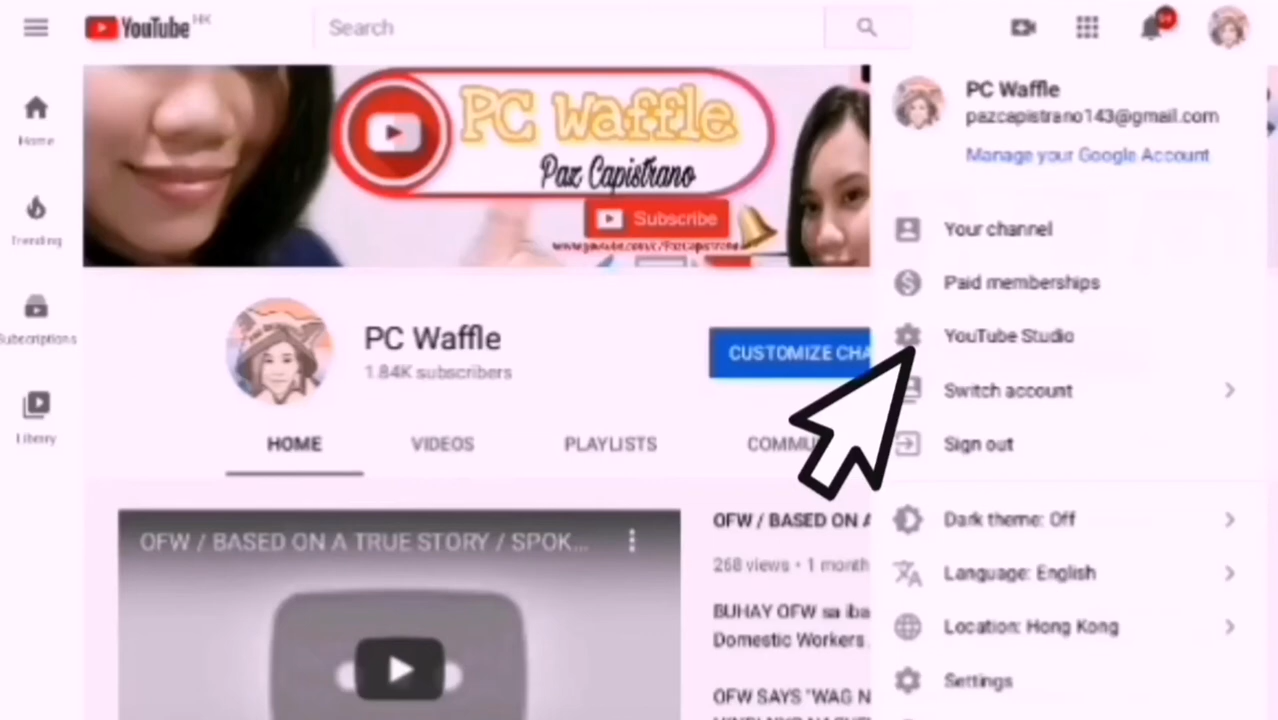 YouTube HK
Search
Home
Trending
Subscriptions
Library
PC Waffle
Paz Capistrano
Subscribe
PC Waffle
1.84K subscribers
CUSTOMIZE CHA
HOME
VIDEOS
PLAYLISTS
COMMU
OFW / BASED ON A TRUE STORY / SPOK...
OFW / BASED ON A
268 views • 1 month
BUHAY OFW sa iba
Domestic Workers
OFW SAYS "WAG N
PC Waffle
pazcapistrano143@gmail.com
Manage your Google Account
Your channel
Paid memberships
YouTube Studio
Switch account
Sign out
Dark theme: Off
Language: English
Location: Hong Kong
Settings